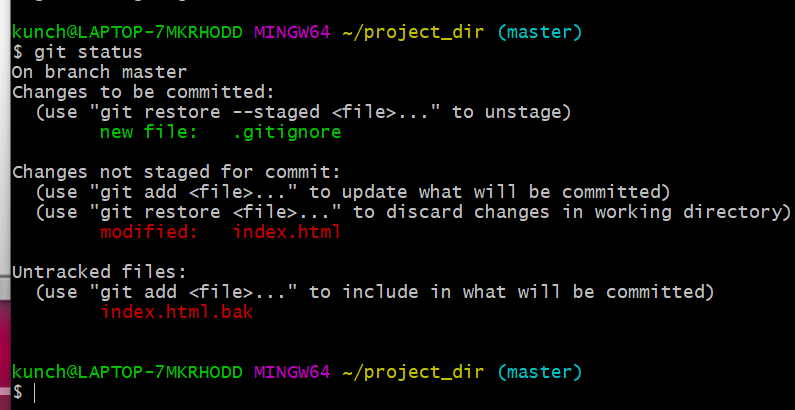 kunch@LAPTOP-7MKRHODD MINGW64 ~/project_dir (master)
$ git status
On branch master
Changes to be committed:
  (use "git restore --staged <file>..." to unstage)
        new file:   .gitignore

Changes not staged for commit:
  (use "git add <file>..." to update what will be committed)
  (use "git restore <file>..." to discard changes in working directory)
        modified:   index.html

Untracked files:
  (use "git add <file>..." to include in what will be committed)
        index.html.bak

kunch@LAPTOP-7MKRHODD MINGW64 ~/project_dir (master)
$